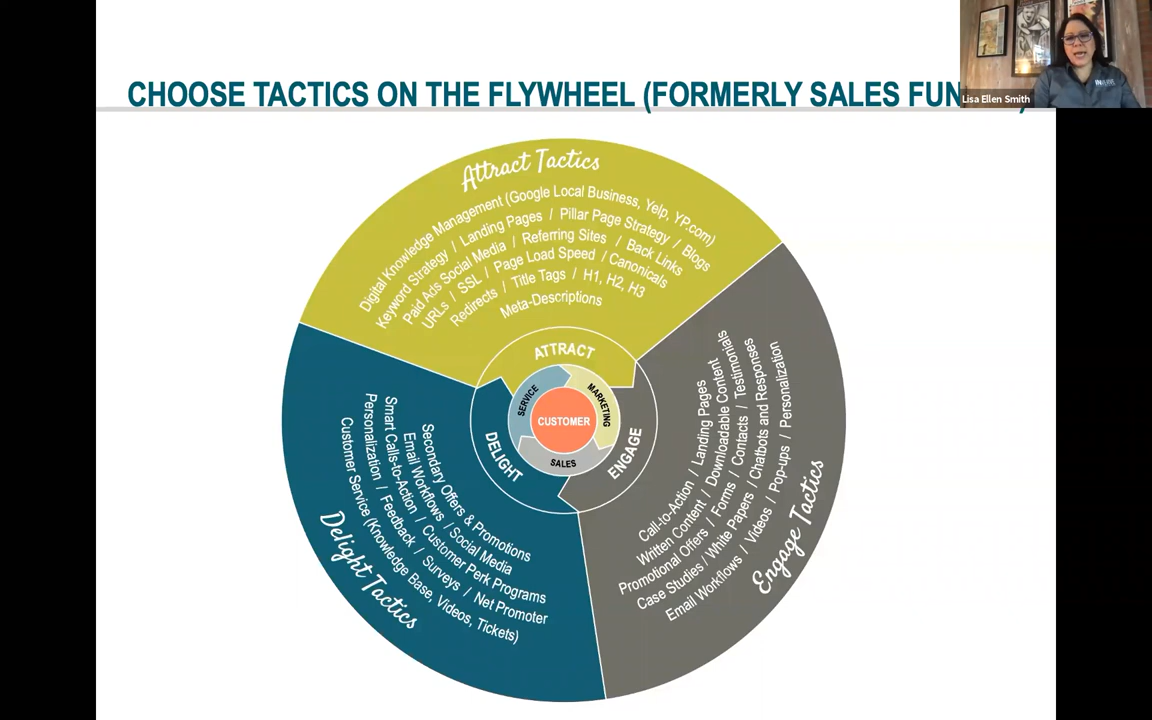 CHOOSE TACTICS ON THE FLYWHEEL (FORMERLY SALES FUN
Lisa Ellen Smith
Attract Tactics
Digital Knowledge Management (Google Local Business, Yelp, YP.com)
Keyword Strategy / Landing Pages / Pillar Page Strategy / Blogs
Paid Ads Social Media / Referring Sites / Back Links
URLs / SSL / Page Load Speed / Canonicals
Redirects / Title Tags / H1, H2, H3
Meta-Descriptions
ATTRACT
SERVICE
MARKETING
CUSTOMER
SALES
DELIGHT
ENGAGE
Call-to-Action / Landing Pages
Written Content / Downloadable Content
Promotional Offers / Forms / Contacts / Testimonials
Case Studies / White Papers / Chatbots and Responses
Email Workflows / Videos / Pop-ups / Personalization
Engage Tactics
Secondary Offers & Promotions
Email Workflows / Social Media
Smart Calls-to-Action / Customer Perk Programs
Personalization / Feedback / Surveys / Net Promoter
Customer Service (Knowledge Base, Videos, Tickets)
Delight Tactics